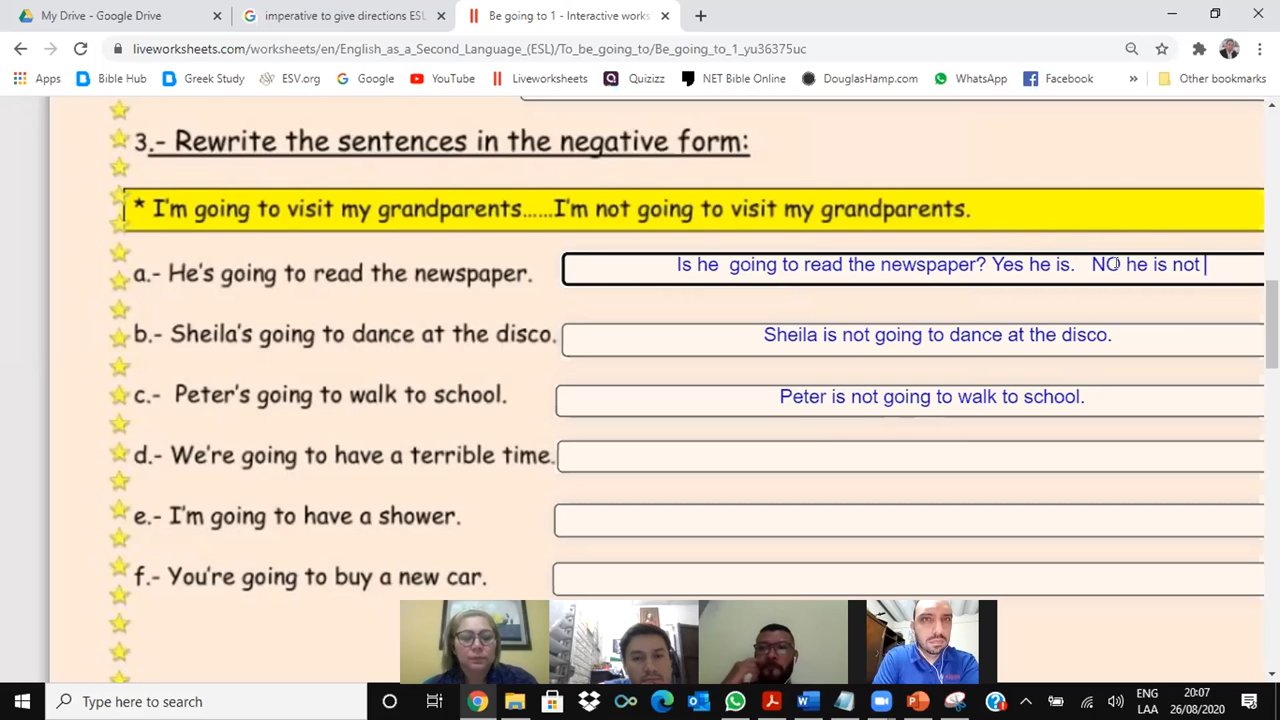 My Drive - Google Drive
imperative to give directions ESL
Be going to 1 - Interactive works
liveworksheets.com/worksheets/en/English_as_a_Second_Language_(ESL)/To_be_going_to/Be_going_to_1_yu36375uc
Apps Bible Hub Greek Study ESV.org Google YouTube Liveworksheets Quizizz NET Bible Online DouglasHamp.com WhatsApp Facebook » Other bookmarks
3.- Rewrite the sentences in the negative form:
* I'm going to visit my grandparents......I'm not going to visit my grandparents.
a.- He's going to read the newspaper. Is he going to read the newspaper? Yes he is. NO he is not
b.- Sheila's going to dance at the disco. Sheila is not going to dance at the disco.
c.- Peter's going to walk to school. Peter is not going to walk to school.
d.- We're going to have a terrible time.
e.- I'm going to have a shower.
f.- You're going to buy a new car.
Type here to search
ENG 20:07
LAA 26/08/2020